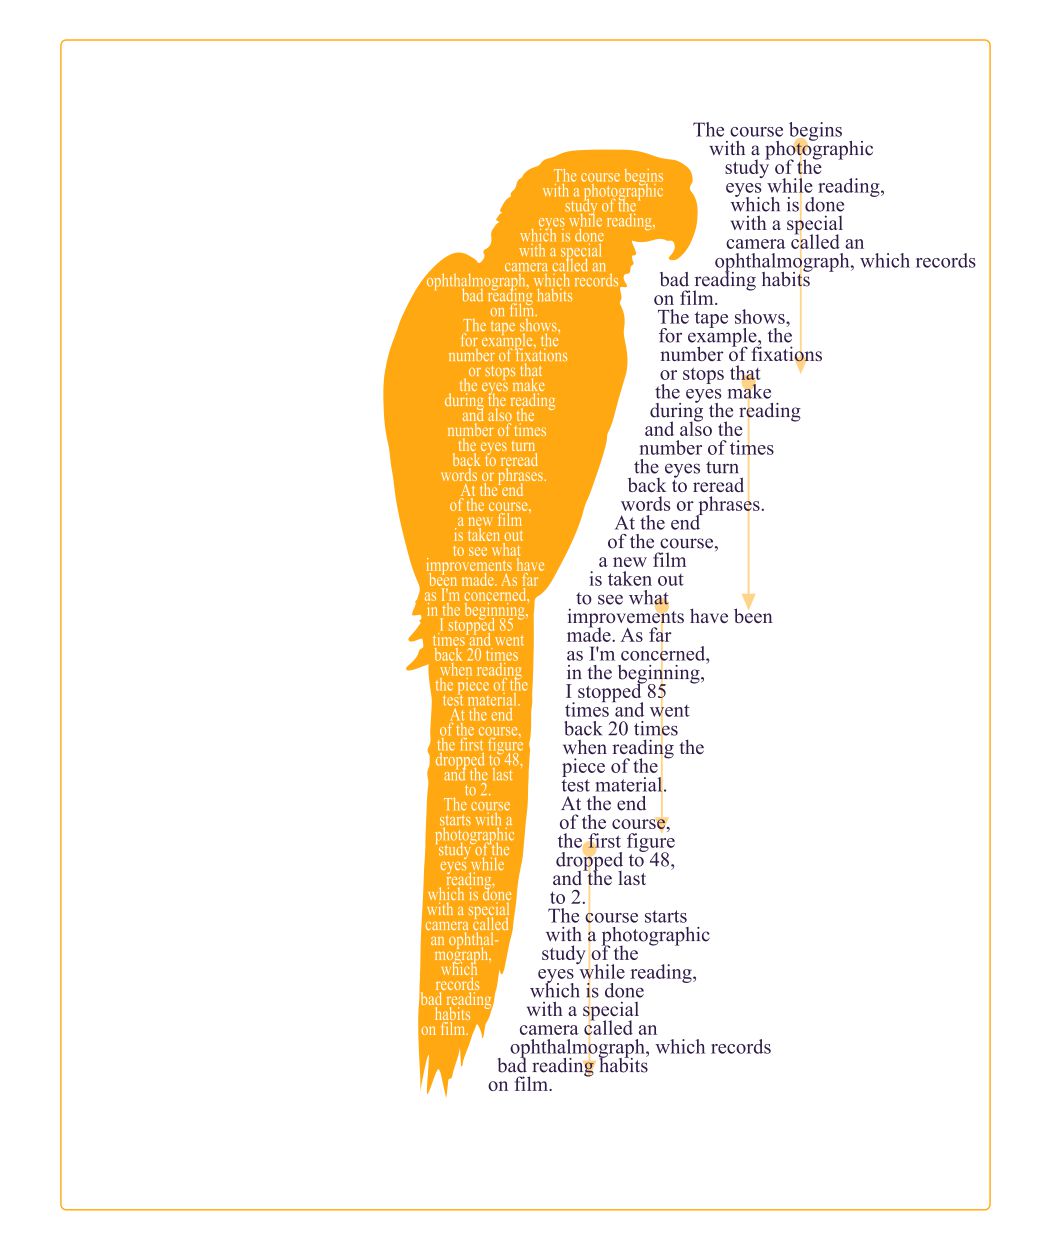 The course begins
with a photographic
study of the
eyes while reading,
which is done
with a special
camera called an
ophthalmograph, which records
bad reading habits
on film.
The tape shows,
for example, the
number of fixations
or stops that
the eyes make
during the reading
and also the
number of times
the eyes turn
back to reread
words or phrases.
At the end
of the course,
a new film
is taken out
to see what
improvements have
been made. As far
as I'm concerned,
in the beginning,
I stopped 85
times and went
back 20 times
when reading
the piece of the
test material.
At the end
of the course,
the first figure
dropped to 48,
and the last
to 2.
The course
starts with a
photographic
study of the
eyes while
reading,
which is done
with a special
camera called
an ophthal-
mograph,
which
records
bad reading
habits
on film.
The course begins
with a photographic
study of the
eyes while reading,
which is done
with a special
camera called an
ophthalmograph, which records
bad reading habits
on film.
The tape shows,
for example, the
number of fixations
or stops that
the eyes make
during the reading
and also the
number of times
the eyes turn
back to reread
words or phrases.
At the end
of the course,
a new film
is taken out
to see what
improvements have been
made. As far
as I'm concerned,
in the beginning,
I stopped 85
times and went
back 20 times
when reading the
piece of the
test material.
At the end
of the course,
the first figure
dropped to 48,
and the last
to 2.
The course starts
with a photographic
study of the
eyes while reading,
which is done
with a special
camera called an
ophthalmograph, which records
bad reading habits
on film.